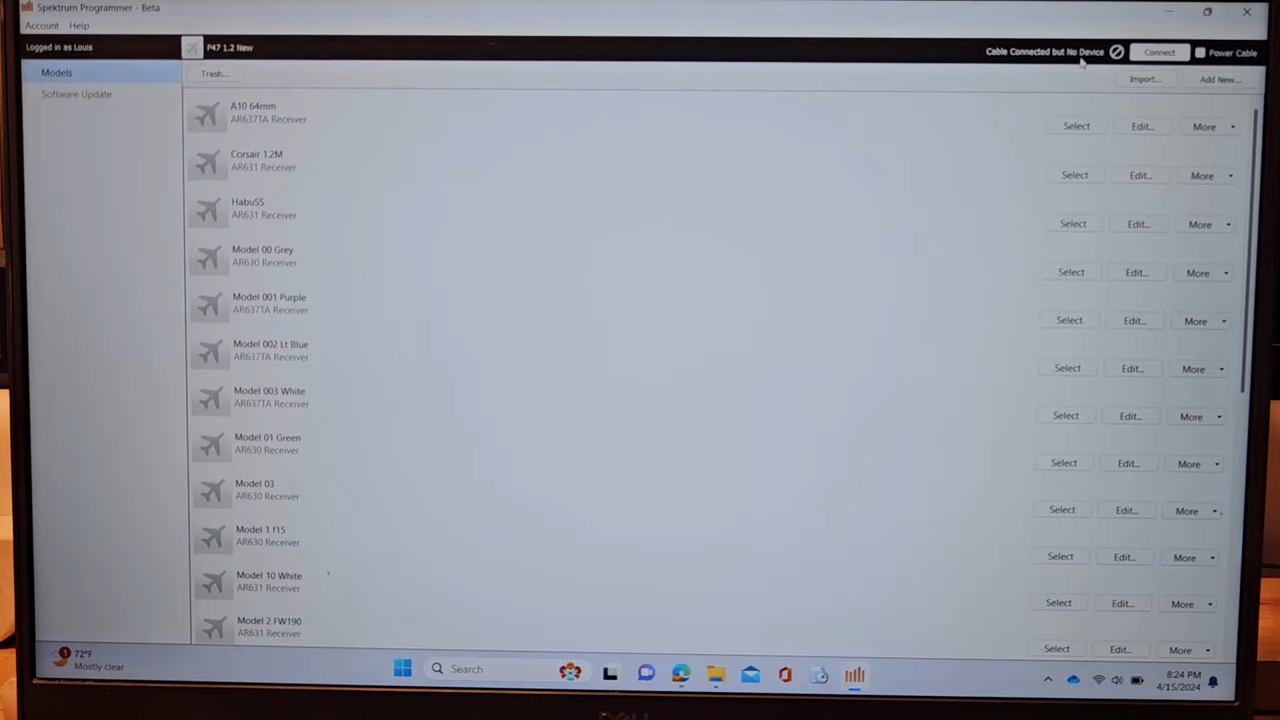 Spektrum Programmer - Beta
Account Help
Logged in as Louis
P47 1.2 New
Cable Connected but No Device
Connect
Power Cable
Models
Trash...
Import...
Add New...
Software Update
A10 64mm
AR637TA Receiver
Select Edit... More
Corsair 1.2M
AR631 Receiver
Select Edit... More
HabuSS
AR631 Receiver
Select Edit... More
Model 00 Grey
AR630 Receiver
Select Edit... More
Model 001 Purple
AR637TA Receiver
Select Edit... More
Model 002 Lt Blue
AR637TA Receiver
Select Edit... More
Model 003 White
AR637TA Receiver
Select Edit... More
Model 01 Green
AR630 Receiver
Select Edit... More
Model 03
AR630 Receiver
Select Edit... More
Model 1 f15
AR630 Receiver
Select Edit... More
Model 10 White
AR631 Receiver
Select Edit... More
Model 2 FW190
AR631 Receiver
Select Edit... More
1
72°F
Mostly clear
Search
8:24 PM
4/15/2024
DELL